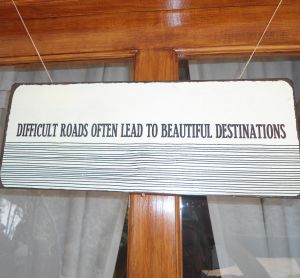 DIFFICULT ROADS OFTEN LEAD TO BEAUTIFUL DESTINATIONS